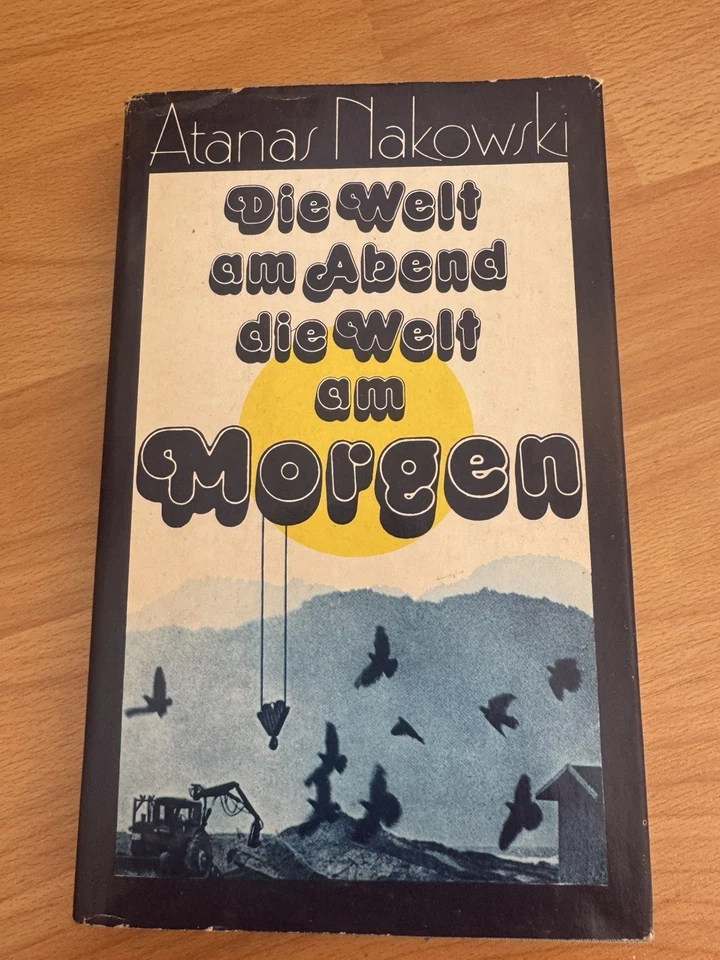 Atanas Nakowski
Die Welt
am Abend
die Welt
am
Morgen